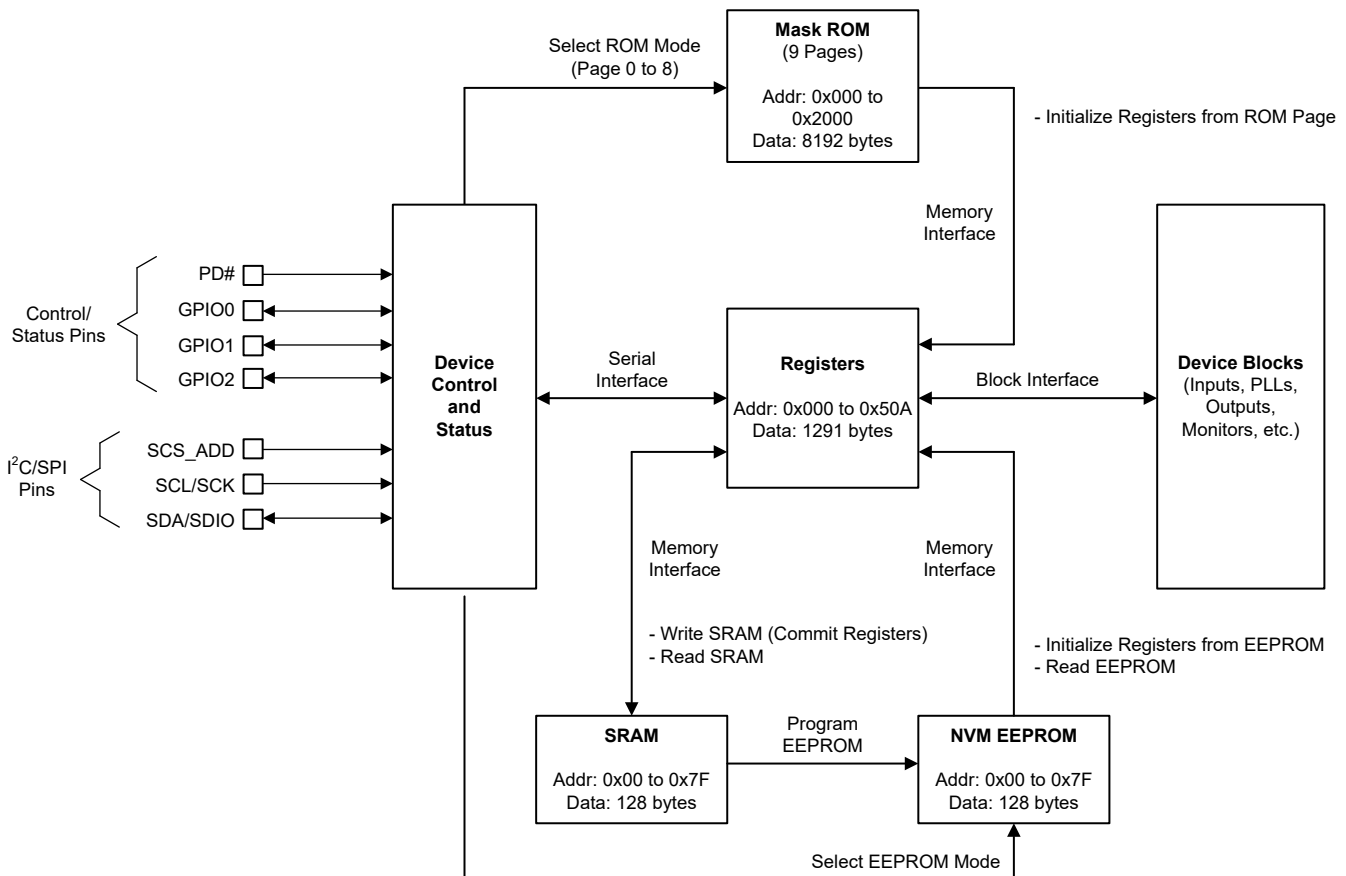 Mask ROM
(9 Pages)
Addr: 0x000 to
0x2000
Data: 8192 bytes
Select ROM Mode
(Page 0 to 8)
- Initialize Registers from ROM Page
Memory
Interface
Control/
Status Pins
PD#
GPIO0
GPIO1
GPIO2
I²C/SPI
Pins
SCS_ADD
SCL/SCK
SDA/SDIO
Device
Control
and
Status
Serial
Interface
Registers
Addr: 0x000 to 0x50A
Data: 1291 bytes
Block Interface
Device Blocks
(Inputs, PLLs,
Outputs,
Monitors, etc.)
Memory
Interface
Memory
Interface
- Write SRAM (Commit Registers)
- Read SRAM
- Initialize Registers from EEPROM
- Read EEPROM
SRAM
Addr: 0x00 to 0x7F
Data: 128 bytes
Program
EEPROM
NVM EEPROM
Addr: 0x00 to 0x7F
Data: 128 bytes
Select EEPROM Mode